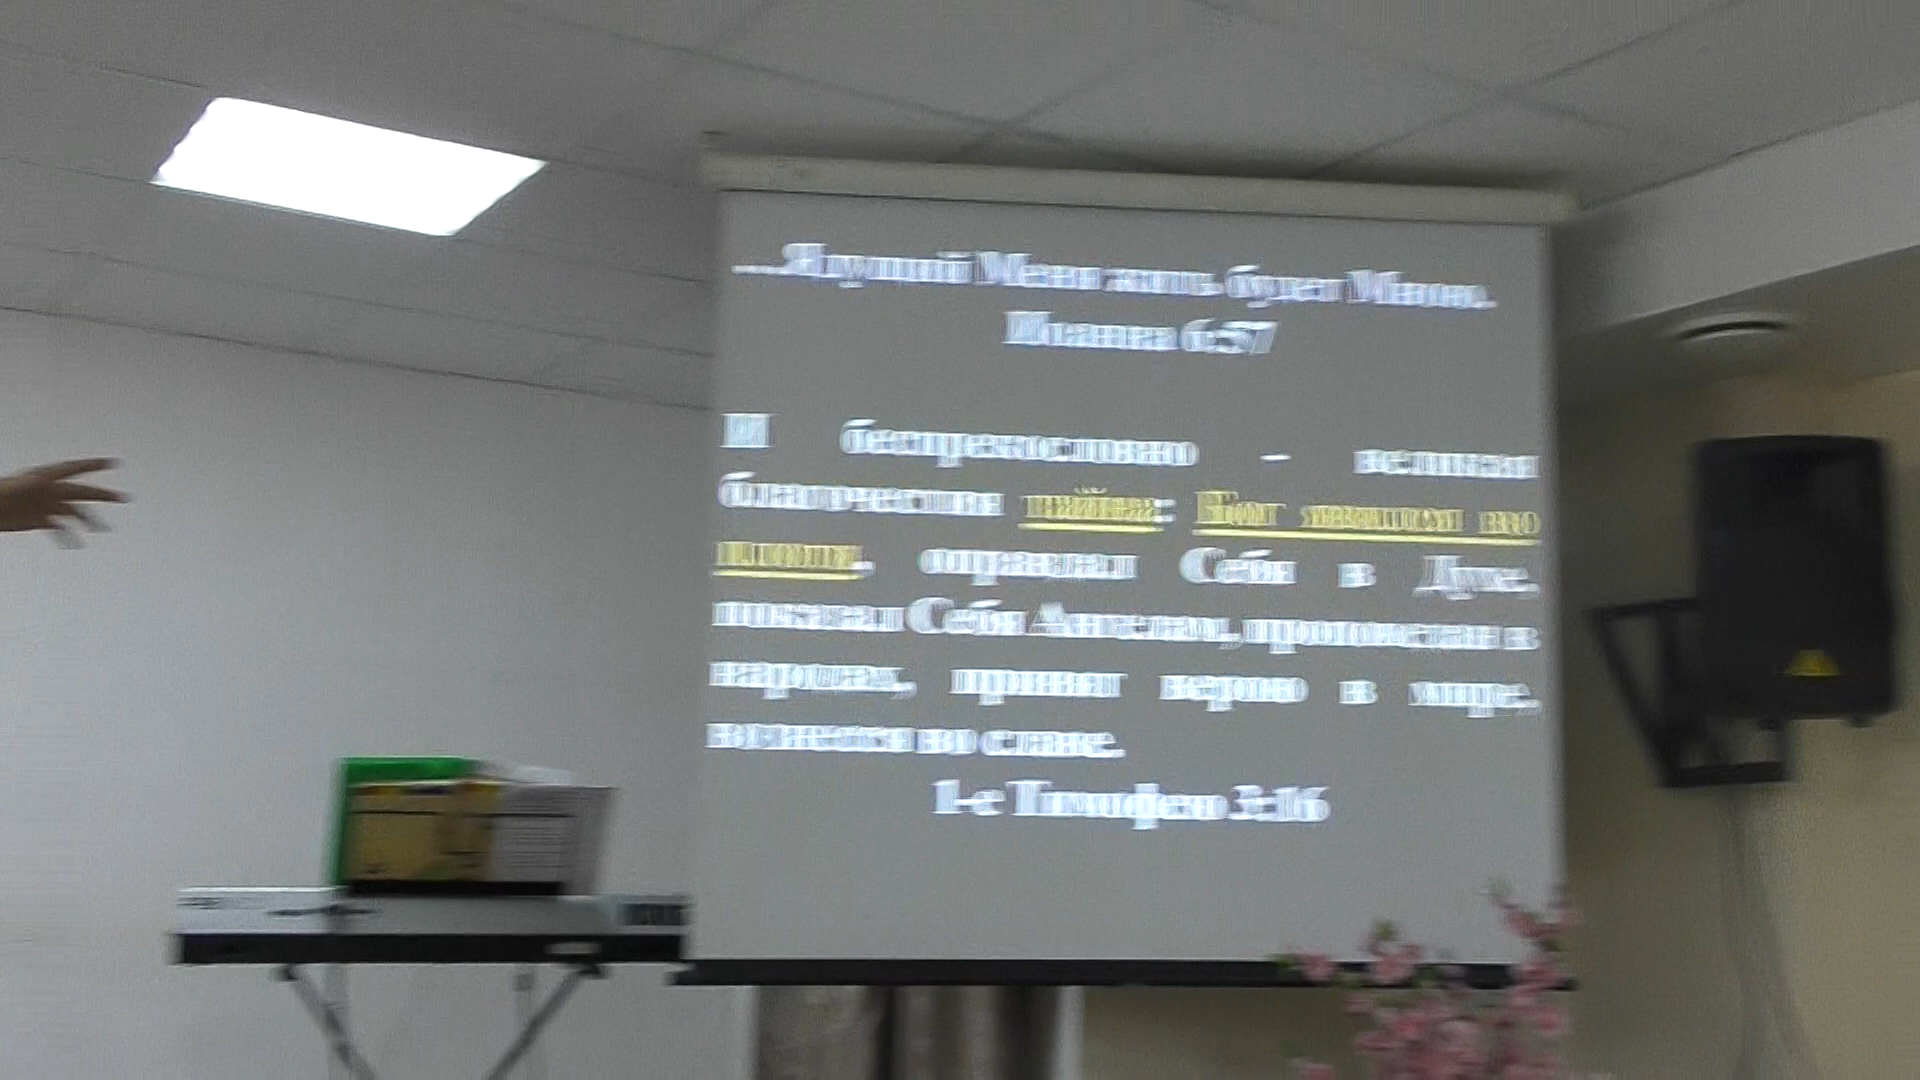 ...Ядущий Меня жить будет Мною.
Иоанна 6:57
И беспрекословно – великая
благочестия тайна: Бог явился во
плоти, оправдал Себя в Духе,
показал Себя Ангелам, проповедан в
народах, принят верою в мире,
вознесся во славе.
1-е Тимофею 3:16